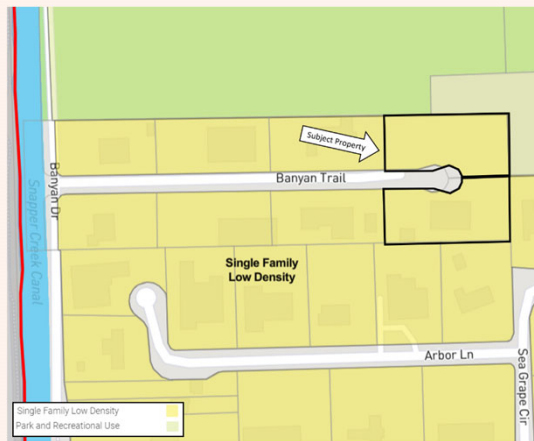 Subject Property
Banyan Trail
Banyan Dr
Snapper Creek Canal
Single Family
Low Density
Arbor Ln
Sea Grape Cir
Single Family Low Density
Park and Recreational Use